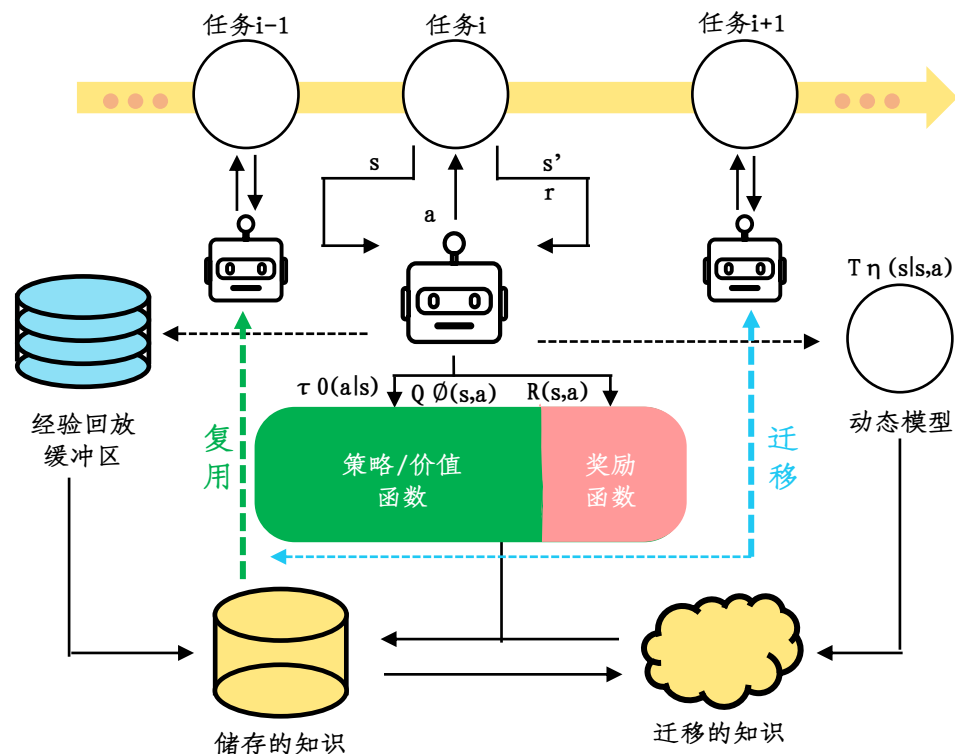 任务i-1
任务i
任务i+1
s
s’
r
a
Tη(s|s,a)
τ0(a|s)
Q∅(s,a)
R(s,a)
经验回放
缓冲区
复用
策略/价值
函数
奖励
函数
迁移
动态模型
储存的知识
迁移的知识